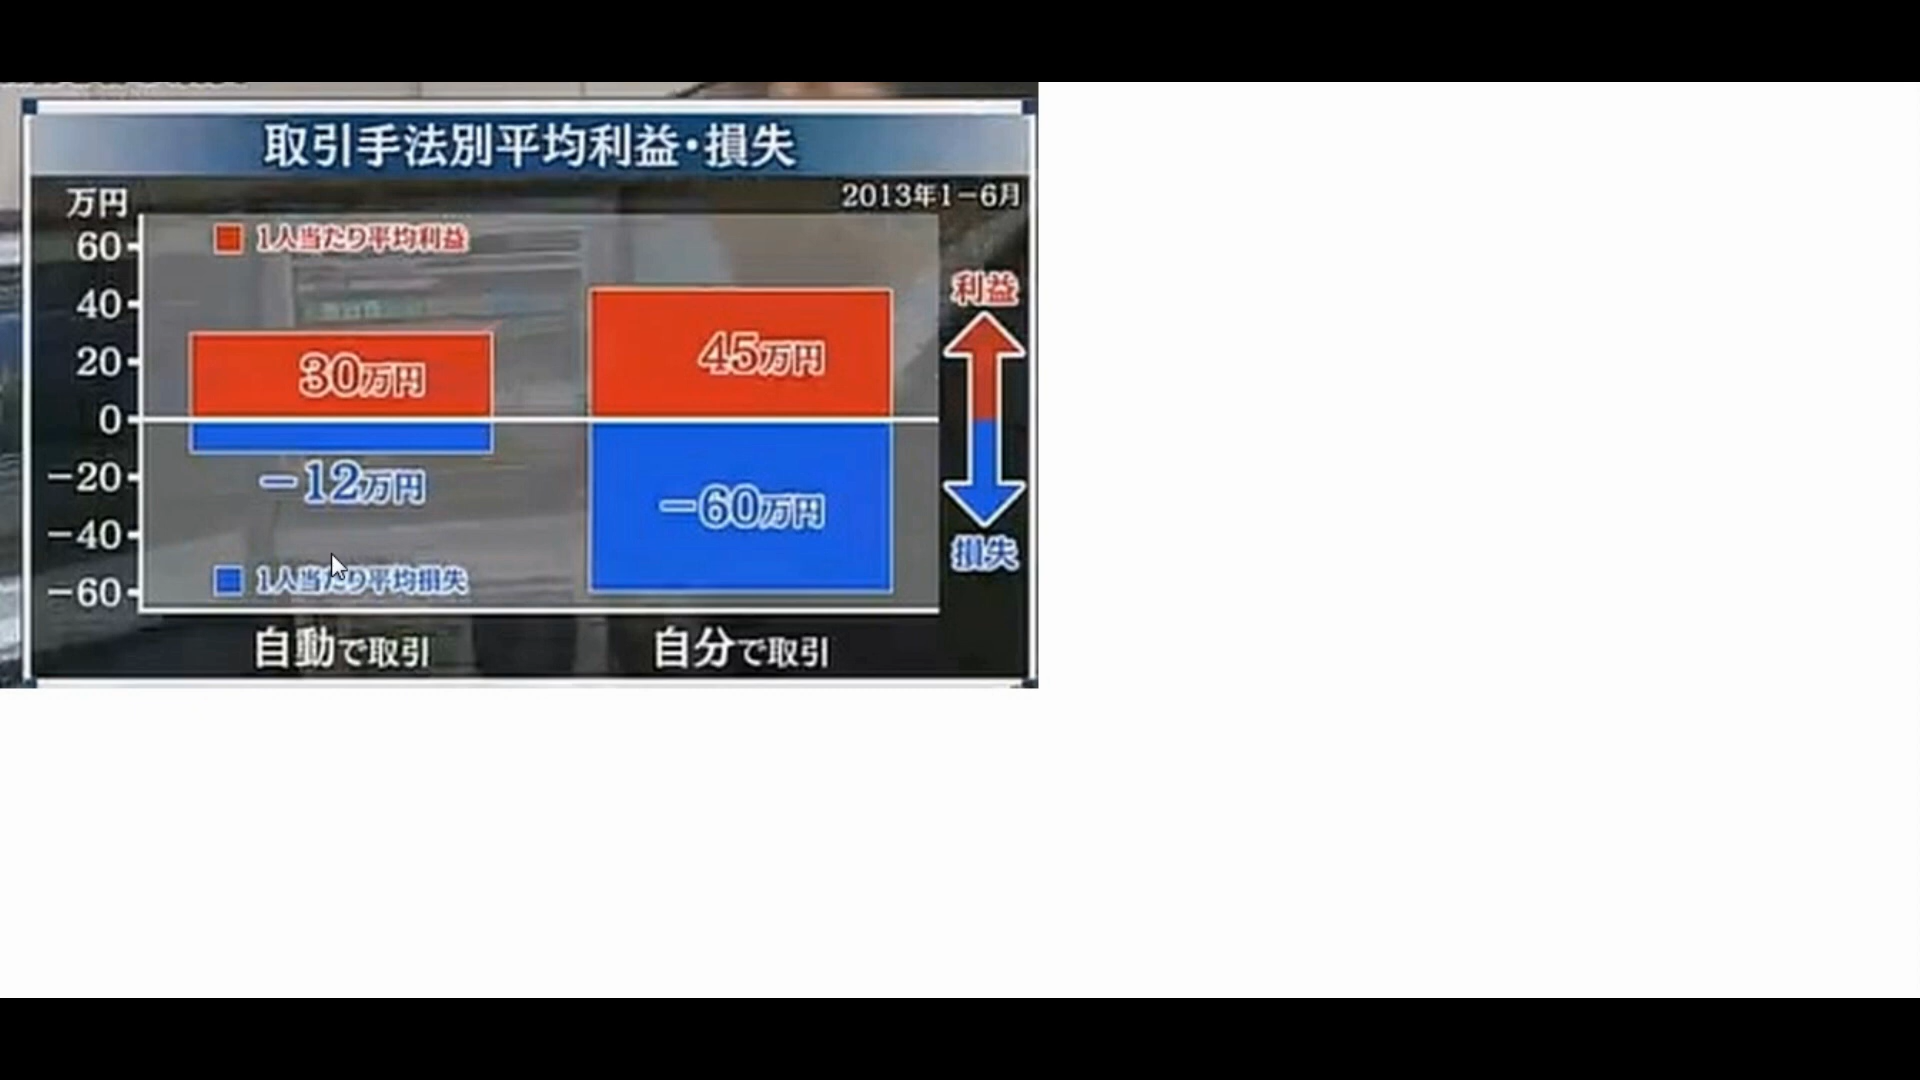 取引手法別平均利益・損失
2013年1－6月
万円
60
40
20
0
－20
－40
－60
1人当たり平均利益
30万円
45万円
－12万円
－60万円
1人当たり平均損失
利益
損失
自動で取引
自分で取引